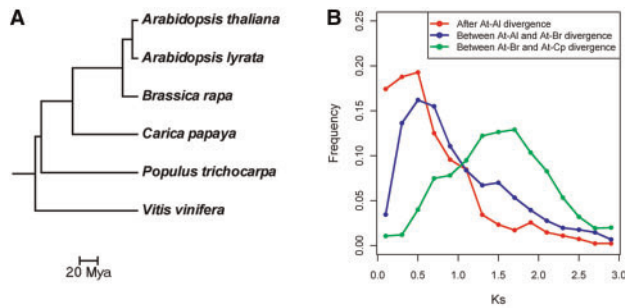 A
Arabidopsis thaliana
Arabidopsis lyrata
Brassica rapa
Carica papaya
Populus trichocarpa
Vitis vinifera
20 Mya
B
After At-Al divergence
Between At-Al and At-Br divergence
Between At-Br and At-Cp divergence
Frequency
0.25
0.20
0.15
0.10
0.05
0.00
0.0 0.5 1.0 1.5 2.0 2.5 3.0
Ks